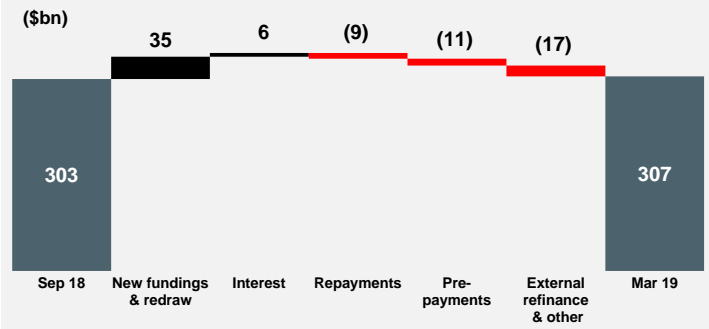 ($bn)
35
6
(9)
(11)
(17)
303
307
Sep 18
New fundings
& redraw
Interest
Repayments
Pre-
payments
External
refinance
& other
Mar 19